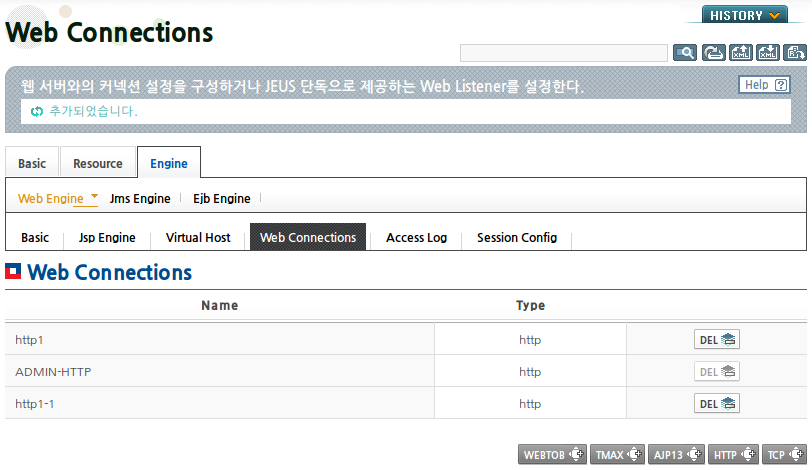 HISTORY
Web Connections
웹 서버와의 커넥션 설정을 구성하거나 JEUS 단독으로 제공하는 Web Listener를 설정한다.
Help ?
추가되었습니다.
Basic Resource Engine
Web Engine Jms Engine Ejb Engine
Basic Jsp Engine Virtual Host Web Connections Access Log Session Config
Web Connections
Name Type
http1 http DEL
ADMIN-HTTP http DEL
http1-1 http DEL
WEBTOB TMAX AJP13 HTTP TCP